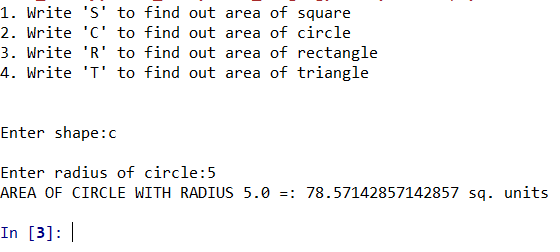 1. Write 'S' to find out area of square
2. Write 'C' to find out area of circle
3. Write 'R' to find out area of rectangle
4. Write 'T' to find out area of triangle
Enter shape:c
Enter radius of circle:5
AREA OF CIRCLE WITH RADIUS 5.0 =: 78.57142857142857 sq. units
In [3]: